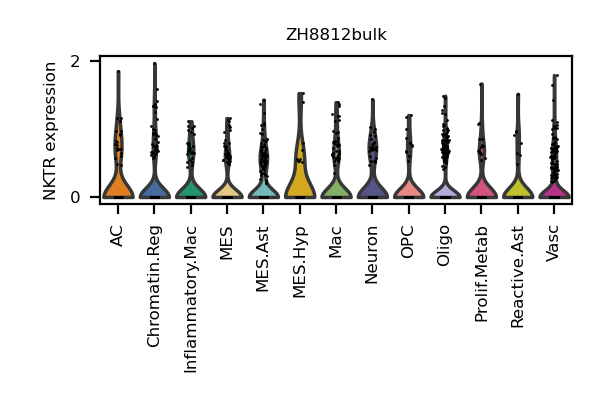 ZH8812bulk
NKTR expression
2
0
AC
Chromatin.Reg
Inflammatory.Mac
MES
MES.Ast
MES.Hyp
Mac
Neuron
OPC
Oligo
Prolif.Metab
Reactive.Ast
Vasc